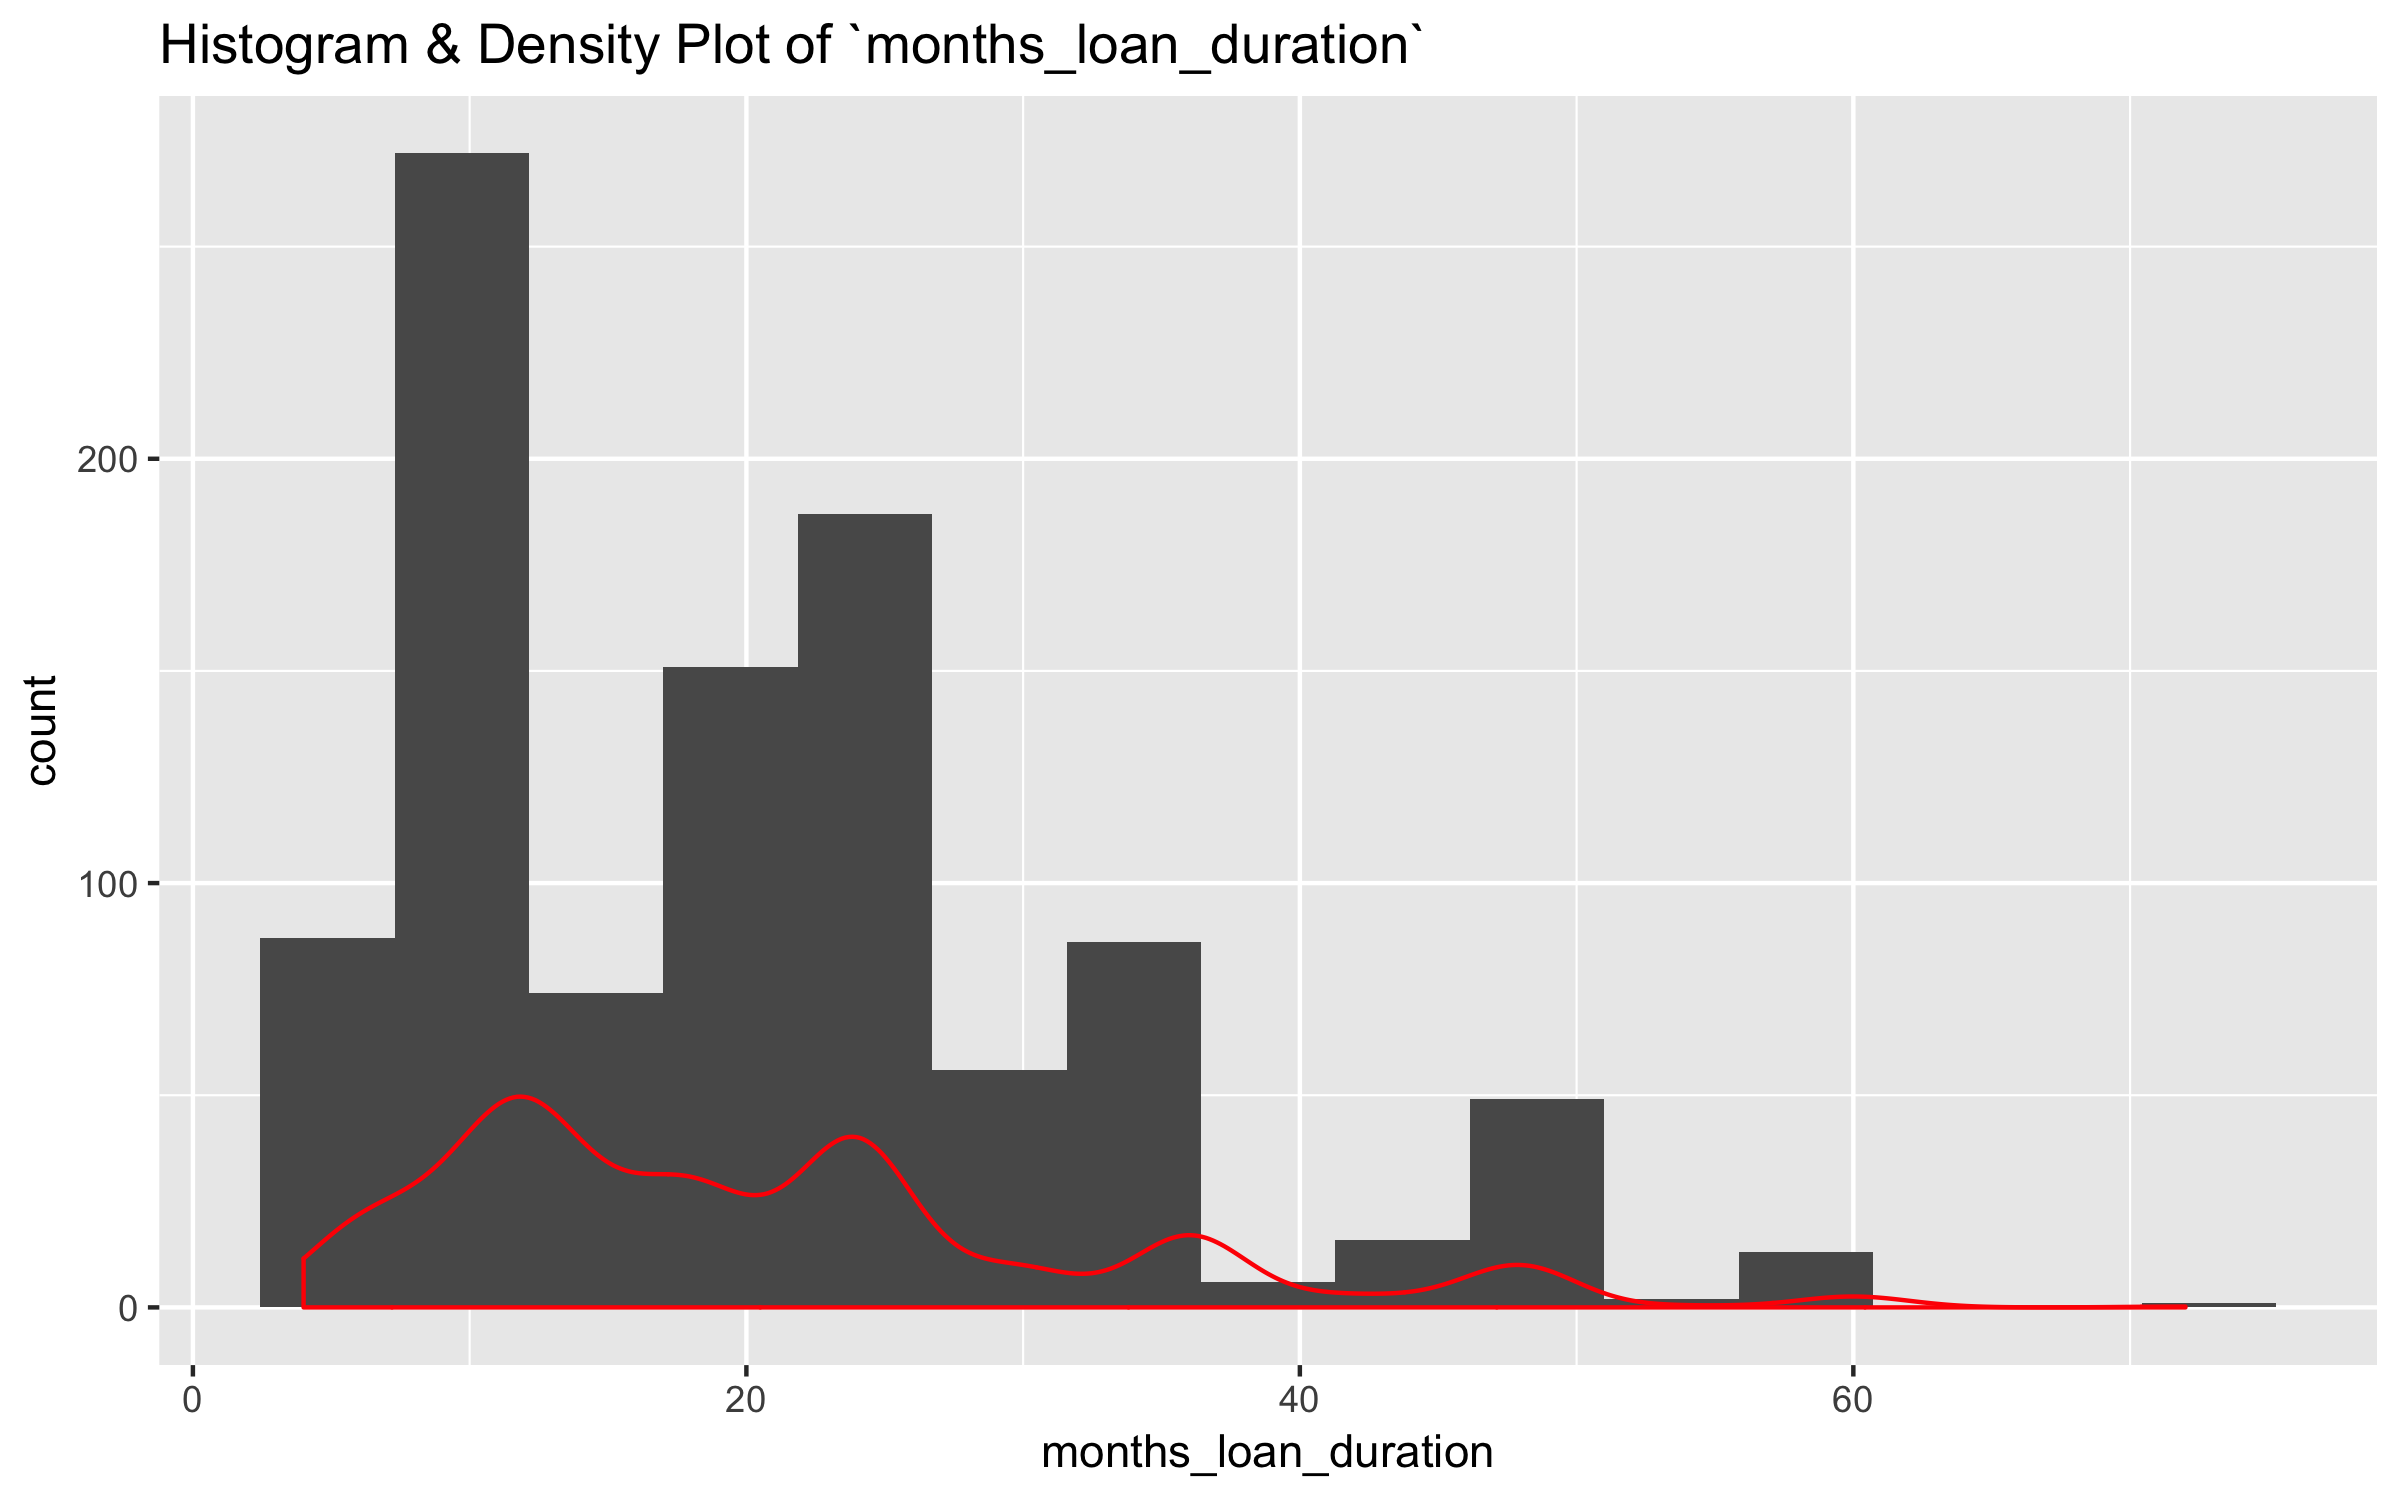 Histogram & Density Plot of `months_loan_duration`
count
200
100
0
0 20 40 60
months_loan_duration